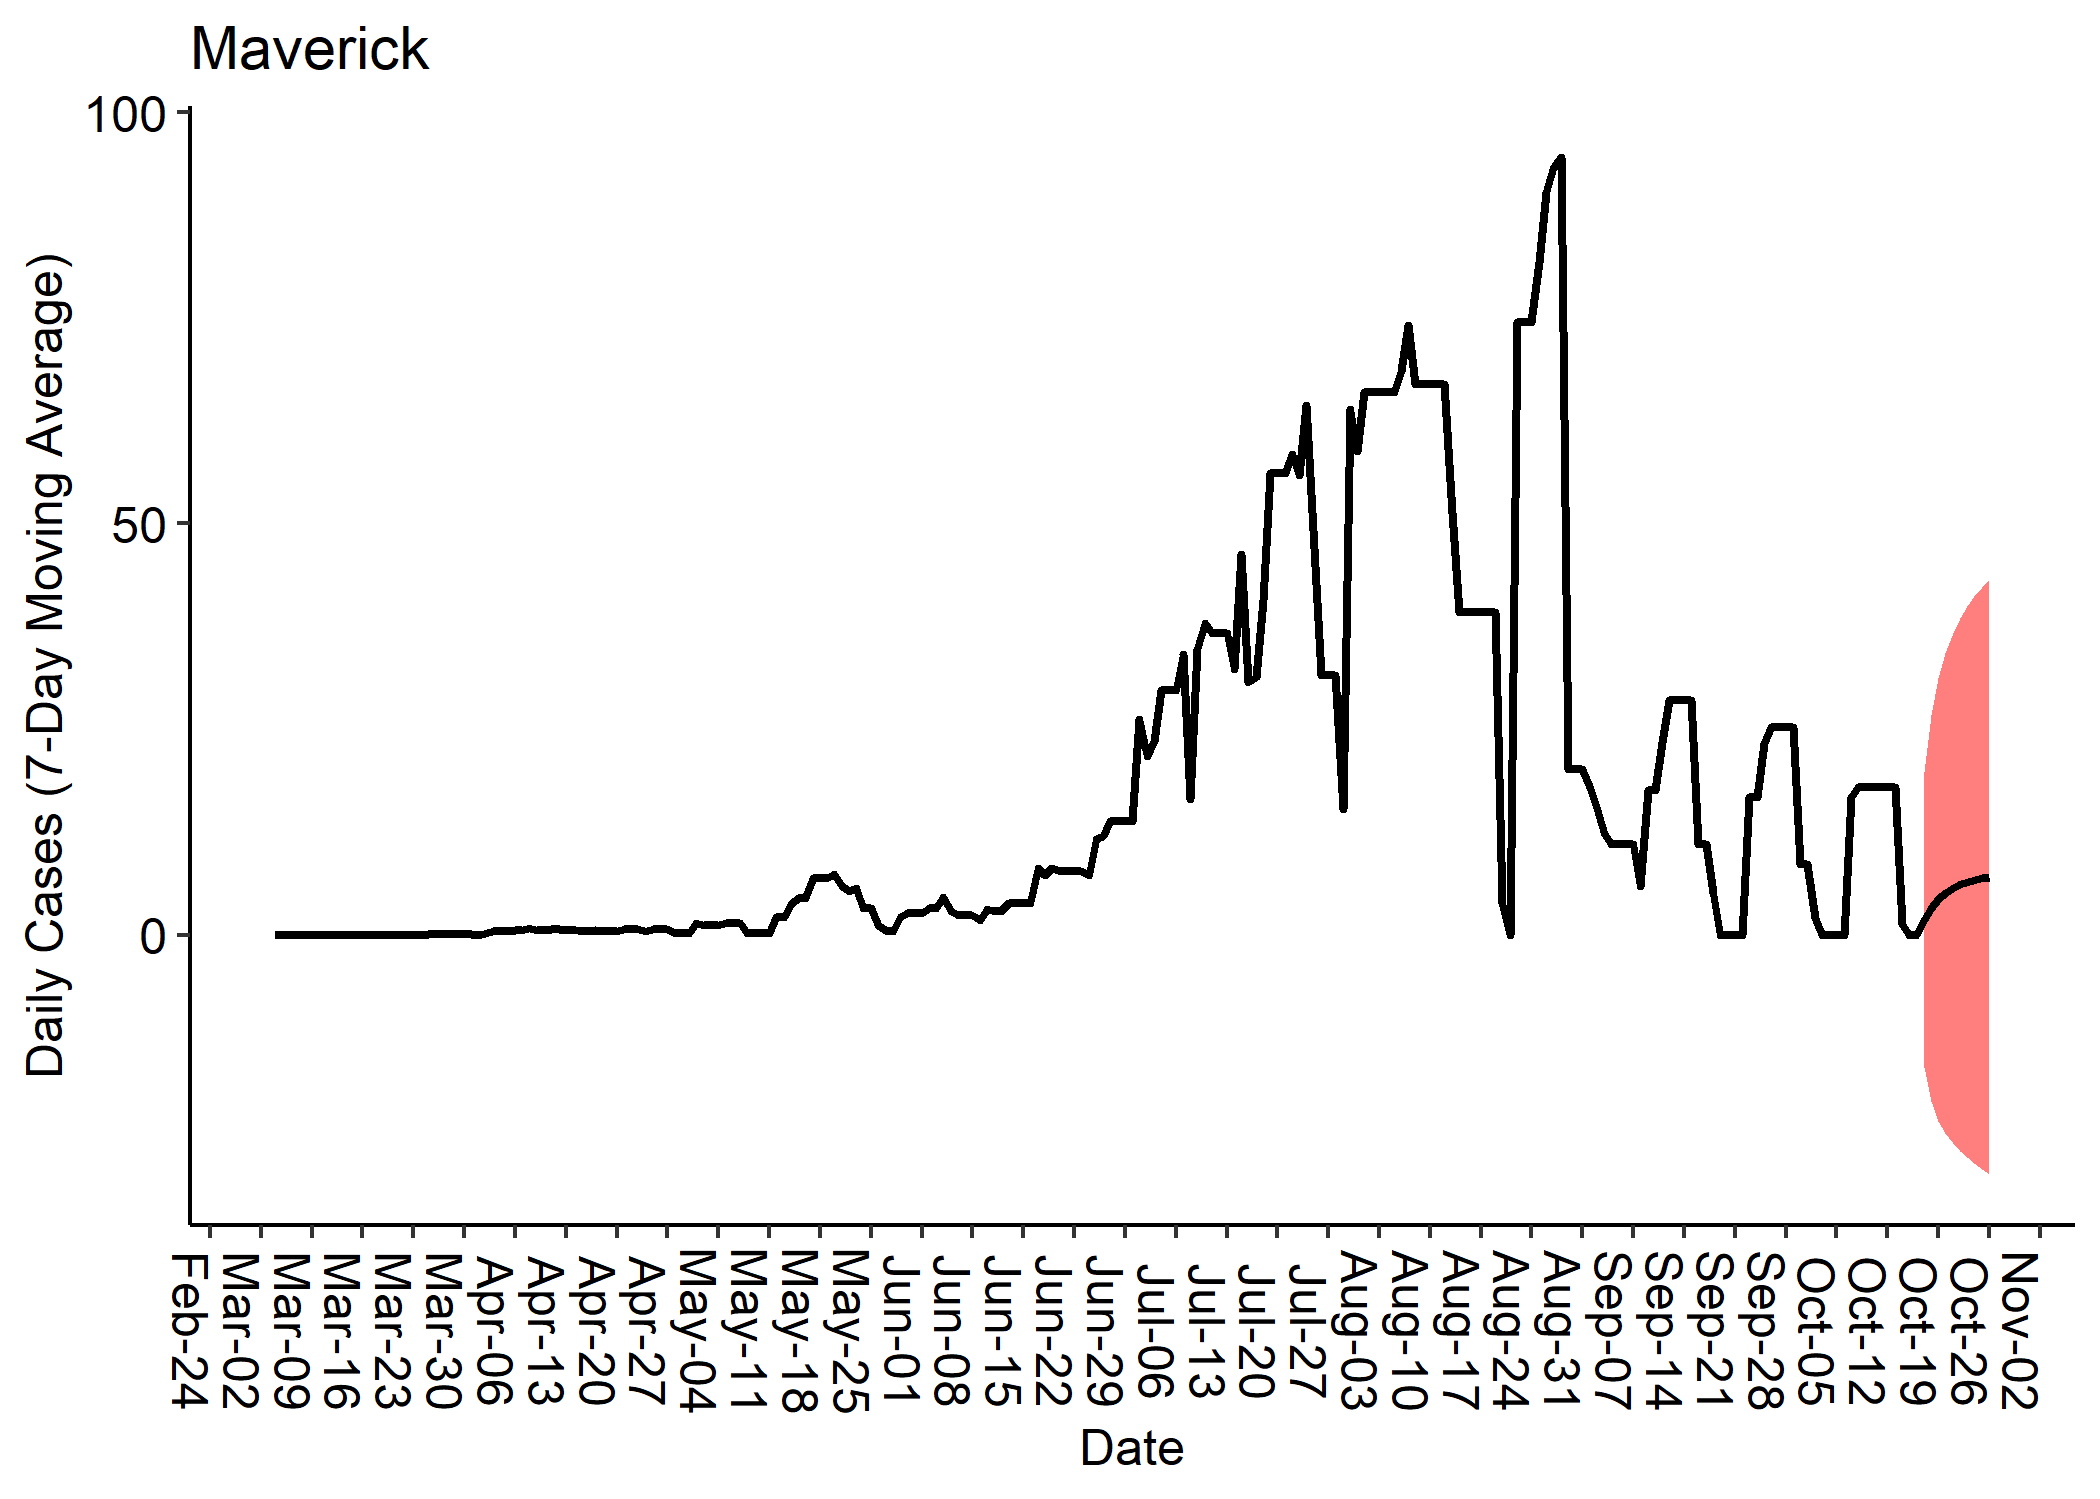 Maverick
Daily Cases (7-Day Moving Average)
100
50
0
Feb-24
Mar-02
Mar-09
Mar-16
Mar-23
Mar-30
Apr-06
Apr-13
Apr-20
Apr-27
May-04
May-11
May-18
May-25
Jun-01
Jun-08
Jun-15
Jun-22
Jun-29
Jul-06
Jul-13
Jul-20
Jul-27
Aug-03
Aug-10
Aug-17
Aug-24
Aug-31
Sep-07
Sep-14
Sep-21
Sep-28
Oct-05
Oct-12
Oct-19
Oct-26
Nov-02
Date